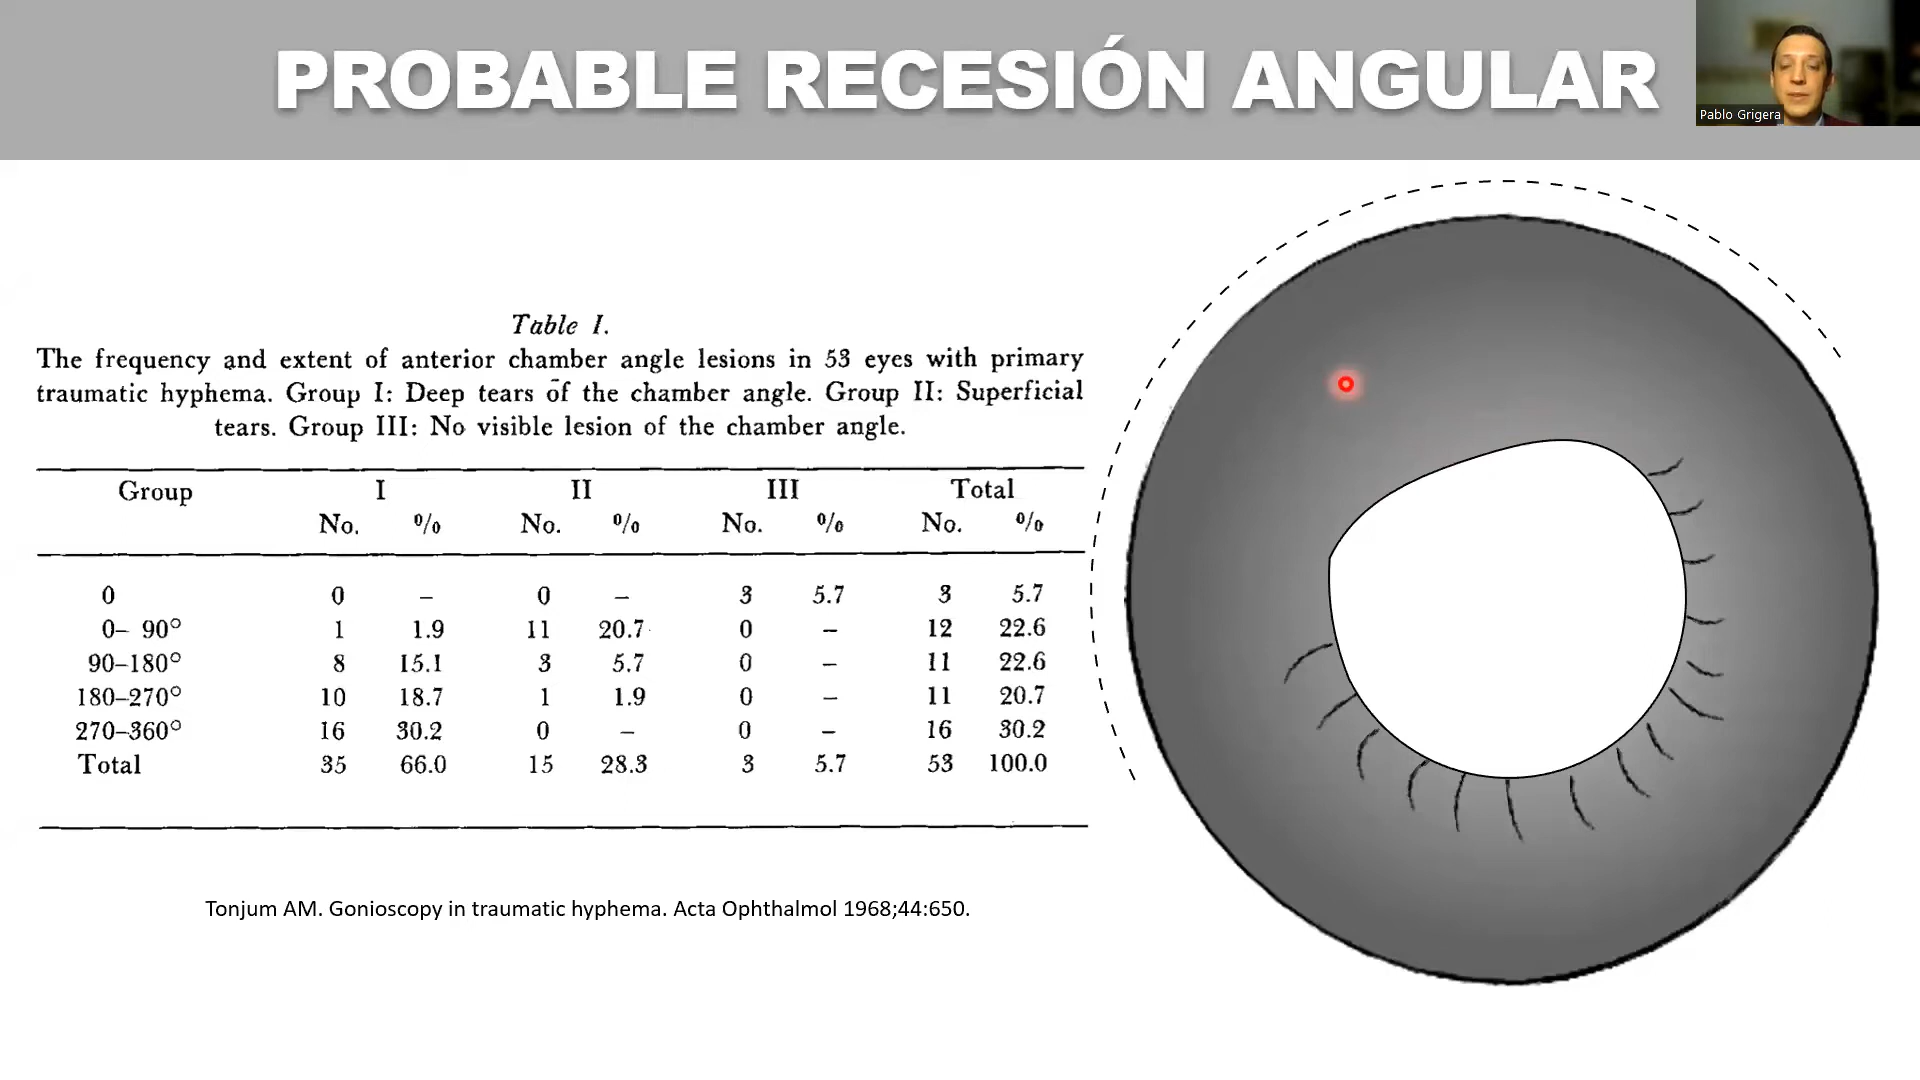 PROBABLE RECESIÓN ANGULAR
Pablo Grigera
Table I.
The frequency and extent of anterior chamber angle lesions in 53 eyes with primary
traumatic hyphema. Group I: Deep tears of the chamber angle. Group II: Superficial
tears. Group III: No visible lesion of the chamber angle.
Group I II III Total
No. % No. % No. % No. %
0 0 – 0 – 3 5.7 3 5.7
0– 90° 1 1.9 11 20.7 0 – 12 22.6
90–180° 8 15.1 3 5.7 0 – 11 22.6
180–270° 10 18.7 1 1.9 0 – 11 20.7
270–360° 16 30.2 0 – 0 – 16 30.2
Total 35 66.0 15 28.3 3 5.7 53 100.0
Tonjum AM. Gonioscopy in traumatic hyphema. Acta Ophthalmol 1968;44:650.